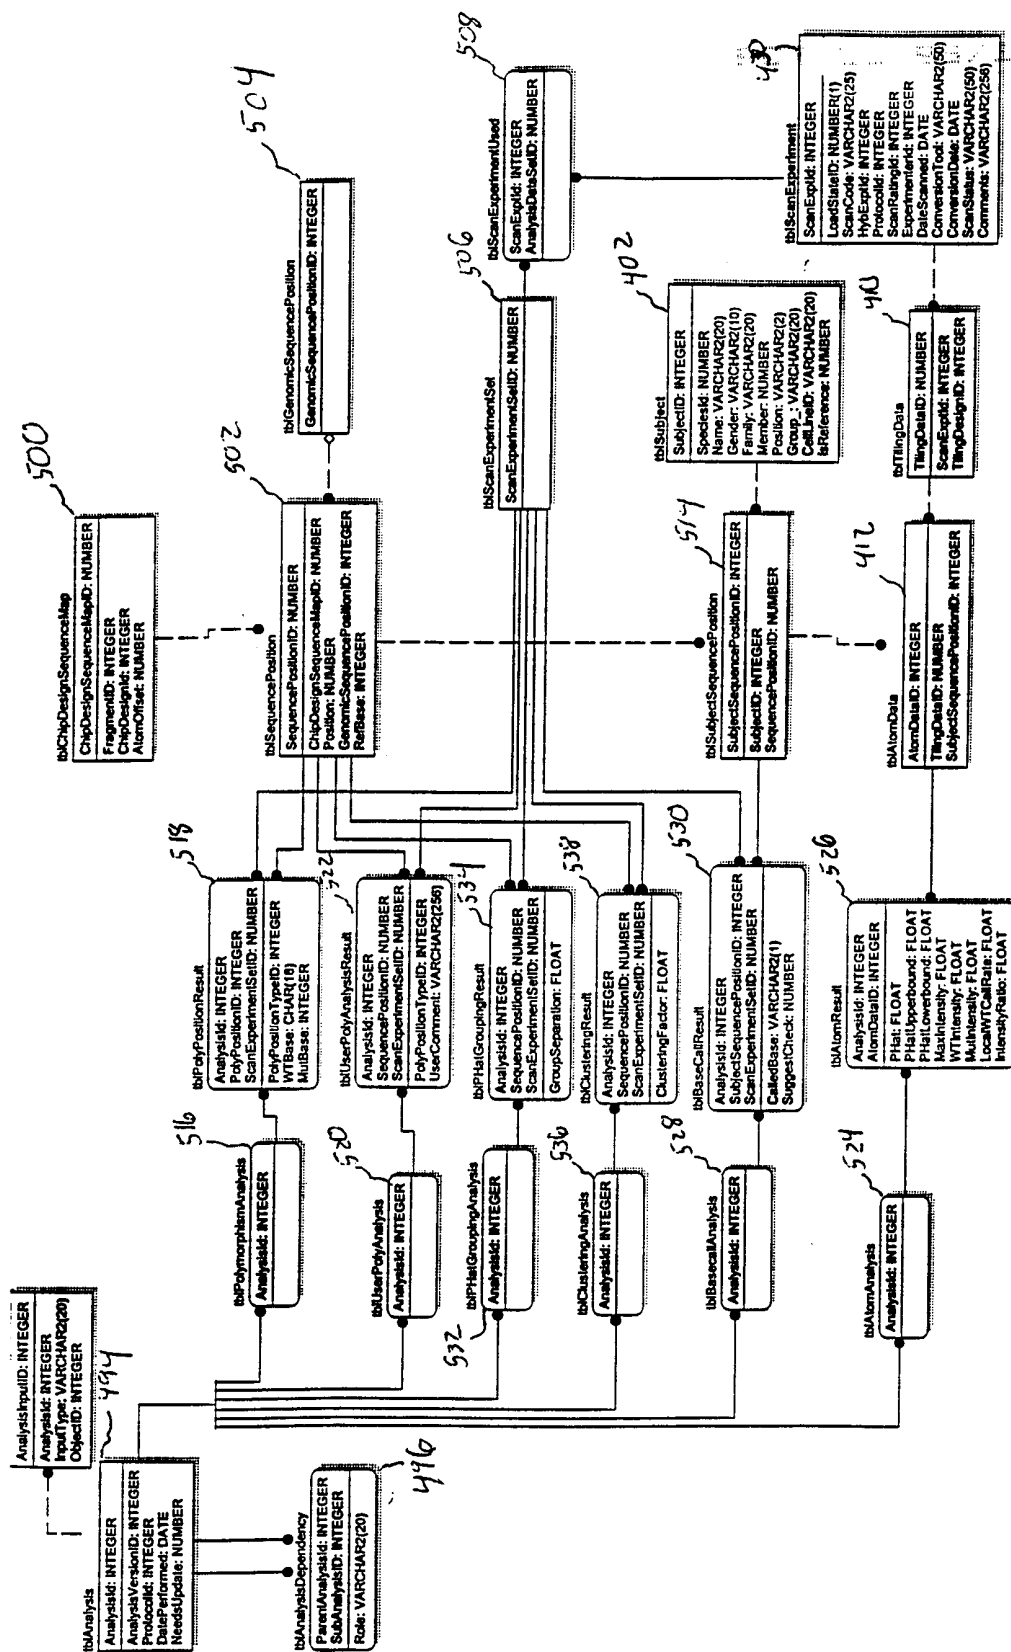 AnalysisInputID: INTEGER
AnalysisId: INTEGER
InputType: VARCHAR2(20)
ObjectID: INTEGER
494
tblAnalysis
AnalysisId: INTEGER
AnalysisVersionID: INTEGER
ProtocolId: INTEGER
DatePerformed: DATE
NeedsUpdate: NUMBER
tblAnalysisDependency
ParentAnalysisId: INTEGER
SubAnalysisID: INTEGER
Role: VARCHAR2(20)
496
tblPolymorphismAnalysis
AnalysisId: INTEGER
516
tblUserPolyAnalysis
AnalysisId: INTEGER
520
tblPHatGroupingAnalysis
AnalysisId: INTEGER
532
tblClusteringAnalysis
AnalysisId: INTEGER
536
tblBasecallAnalysis
AnalysisId: INTEGER
528
tblAtomAnalysis
AnalysisId: INTEGER
524
tblPolyPositionResult
AnalysisId: INTEGER
PolyPositionID: INTEGER
ScanExperimentSetID: NUMBER
PolyPositionTypeID: INTEGER
WTBase: CHAR(18)
MutBase: INTEGER
518
tblUserPolyAnalysisResult
AnalysisId: INTEGER
SequencePositionID: NUMBER
ScanExperimentSetID: NUMBER
PolyPositionTypeID: INTEGER
UserComment: VARCHAR2(256)
522
tblPHatGroupingResult
AnalysisId: INTEGER
SequencePositionID: NUMBER
ScanExperimentSetID: NUMBER
GroupSeparation: FLOAT
534
tblClusteringResult
AnalysisId: INTEGER
SequencePositionID: NUMBER
ScanExperimentSetID: NUMBER
ClusteringFactor: FLOAT
538
tblBaseCallResult
AnalysisId: INTEGER
SubjectSequencePositionID: INTEGER
ScanExperimentSetID: NUMBER
CalledBase: VARCHAR2(1)
SuggestCheck: NUMBER
530
tblAtomResult
AnalysisId: INTEGER
AtomDataID: INTEGER
PHat: FLOAT
PHatUpperbound: FLOAT
PHatLowerbound: FLOAT
MaxIntensity: FLOAT
WTIntensity: FLOAT
MutIntensity: FLOAT
LocalWTCallRate: FLOAT
IntensityRatio: FLOAT
526
tblChipDesignSequenceMap
ChipDesignSequenceMapID: NUMBER
FragmentID: INTEGER
ChipDesignId: INTEGER
AtomOffset: NUMBER
500
tblSequencePosition
SequencePositionID: NUMBER
ChipDesignSequenceMapID: NUMBER
Position: NUMBER
GenomicSequencePositionID: INTEGER
RefBase: INTEGER
502
tblGenomicSequencePosition
GenomicSequencePositionID: INTEGER
504
tblScanExperimentSet
ScanExperimentSetID: NUMBER
506
tblScanExperimentUsed
ScanExptId: INTEGER
AnalysisDataSetID: NUMBER
508
tblSubject
SubjectID: INTEGER
SpeciesId: NUMBER
Name: VARCHAR2(20)
Gender: VARCHAR2(10)
Family: VARCHAR2(20)
Member: NUMBER
Position: VARCHAR2(2)
Group_: VARCHAR2(20)
CellLineID: VARCHAR2(20)
IsReference: NUMBER
402
tblSubjectSequencePosition
SubjectSequencePositionID: INTEGER
SubjectID: INTEGER
SequencePositionID: NUMBER
514
tblAtomData
AtomDataID: INTEGER
TilingDataID: NUMBER
SubjectSequencePositionID: INTEGER
412
tblTilingData
TilingDataID: NUMBER
ScanExptId: INTEGER
TilingDesignID: INTEGER
tblScanExperiment
ScanExptId: INTEGER
LoadStateID: NUMBER(1)
ScanCode: VARCHAR2(25)
HybExptId: INTEGER
ProtocolId: INTEGER
ScanRatingId: INTEGER
ExperimenterId: INTEGER
DateScanned: DATE
ConversionTool: VARCHAR2(50)
ConversionDate: DATE
ScanStatus: VARCHAR2(50)
Comments: VARCHAR2(256)
430